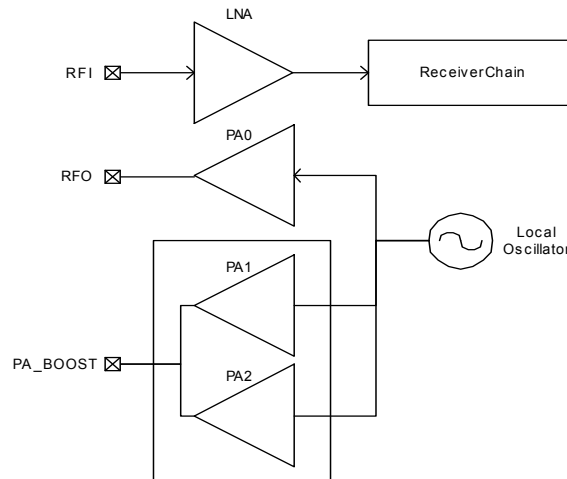 LNA
RFI
ReceiverChain
PA0
RFO
Local
Oscillator
PA1
PA_BOOST
PA2